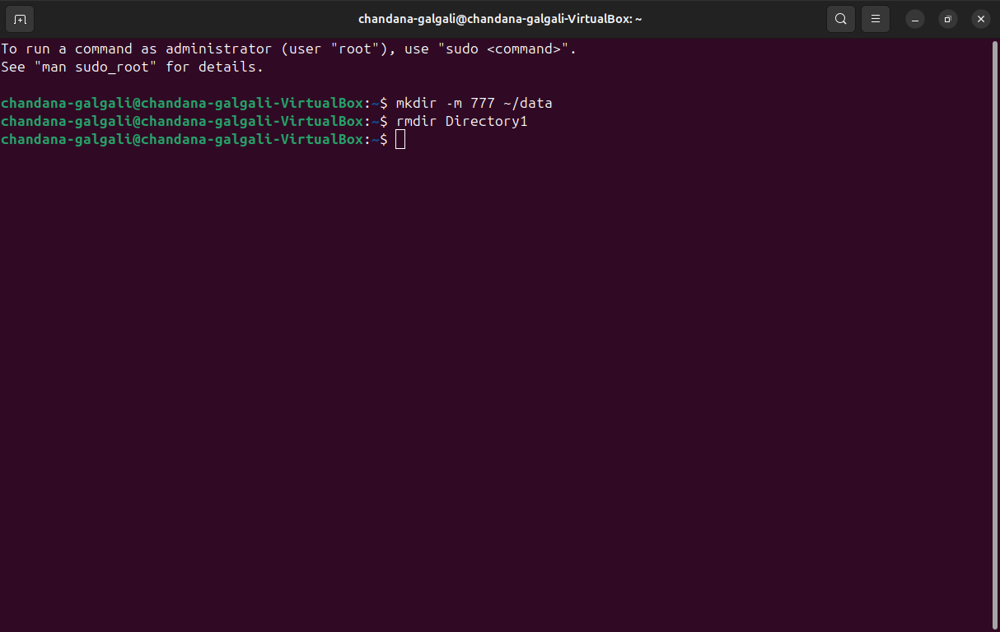 chandana-galgali@chandana-galgali-VirtualBox: ~
To run a command as administrator (user "root"), use "sudo <command>".
See "man sudo_root" for details.
chandana-galgali@chandana-galgali-VirtualBox:~$ mkdir -m 777 ~/data
chandana-galgali@chandana-galgali-VirtualBox:~$ rmdir Directory1
chandana-galgali@chandana-galgali-VirtualBox:~$